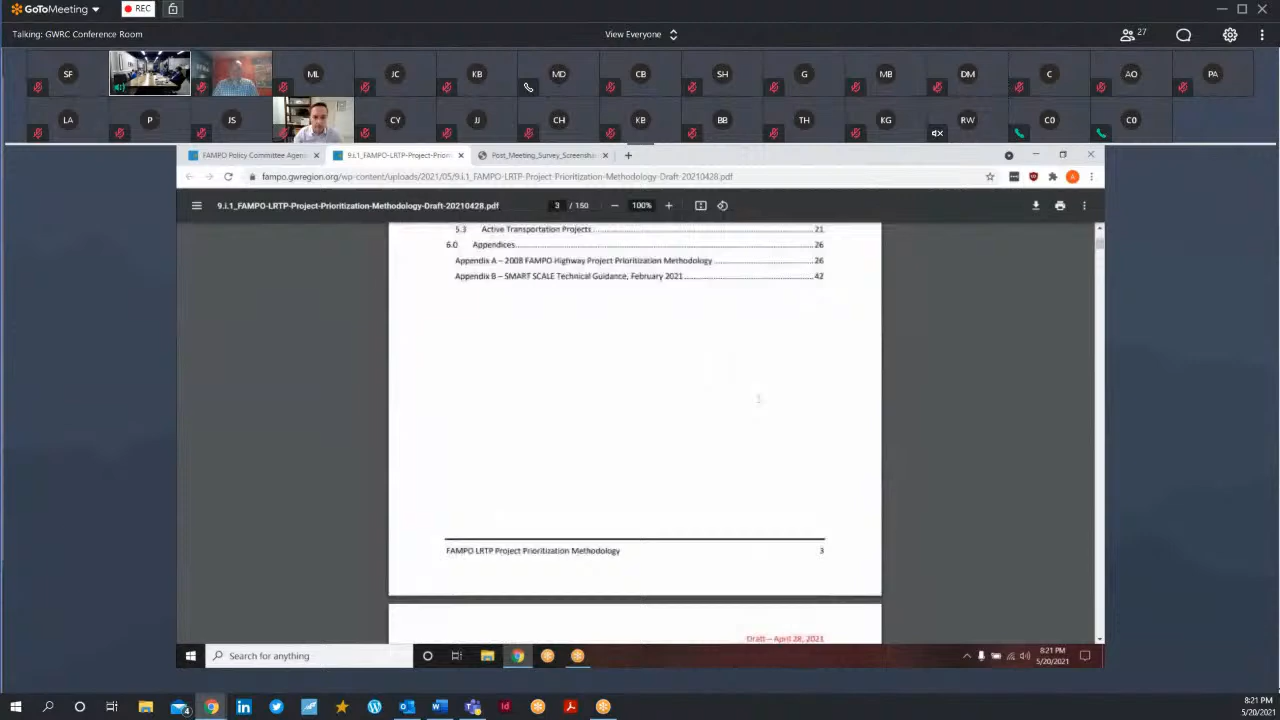 GoToMeeting
REC
Talking: GWRC Conference Room
View Everyone
27
SF
ML
JC
KB
MD
CB
SH
G
MB
DM
C
AO
PA
LA
P
JS
CY
JJ
CH
KB
BB
TH
KG
RW
C0
C0
FAMPO Policy Committee Agen
9.i.1_FAMPO-LRTP-Project-Priori
Post_Meeting_Survey_Screensh
fampo.gwregion.org/wp-content/uploads/2021/05/9.i.1_FAMPO-LRTP-Project-Prioritization-Methodology-Draft-20210428.pdf
9.i.1_FAMPO-LRTP-Project-Prioritization-Methodology-Draft-20210428.pdf
3 / 150
100%
5.3 Active Transportation Projects 21
6.0 Appendices 26
Appendix A – 2008 FAMPO Highway Project Prioritization Methodology 26
Appendix B – SMART SCALE Technical Guidance, February 2021 42
FAMPO LRTP Project Prioritization Methodology 3
Draft – April 28, 2021
Search for anything
8:21 PM
5/20/2021
8:21 PM
5/20/2021